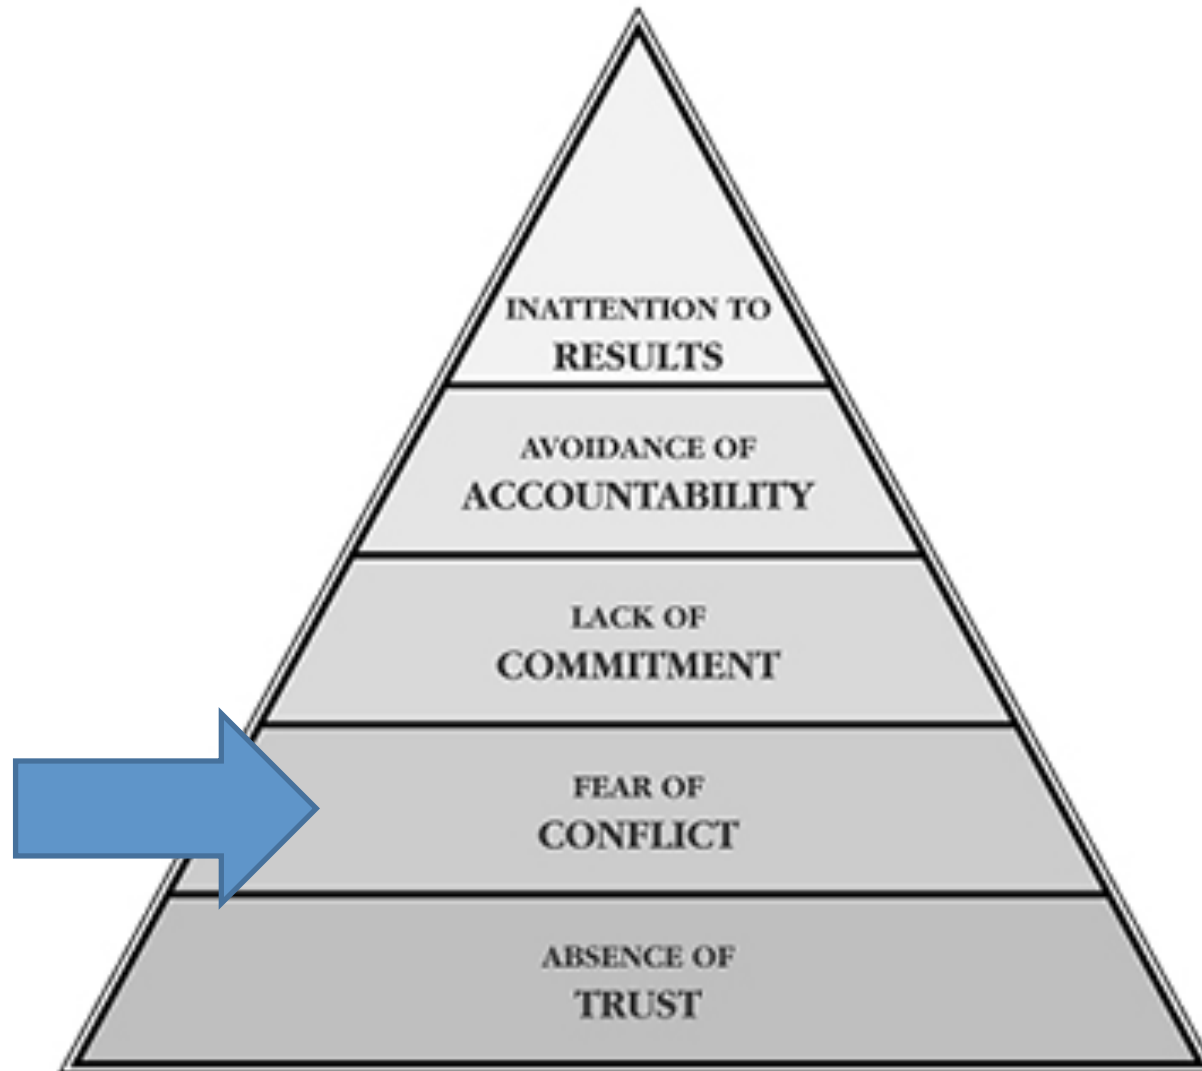 INATTENTION TO
RESULTS
AVOIDANCE OF
ACCOUNTABILITY
LACK OF
COMMITMENT
FEAR OF
CONFLICT
ABSENCE OF
TRUST